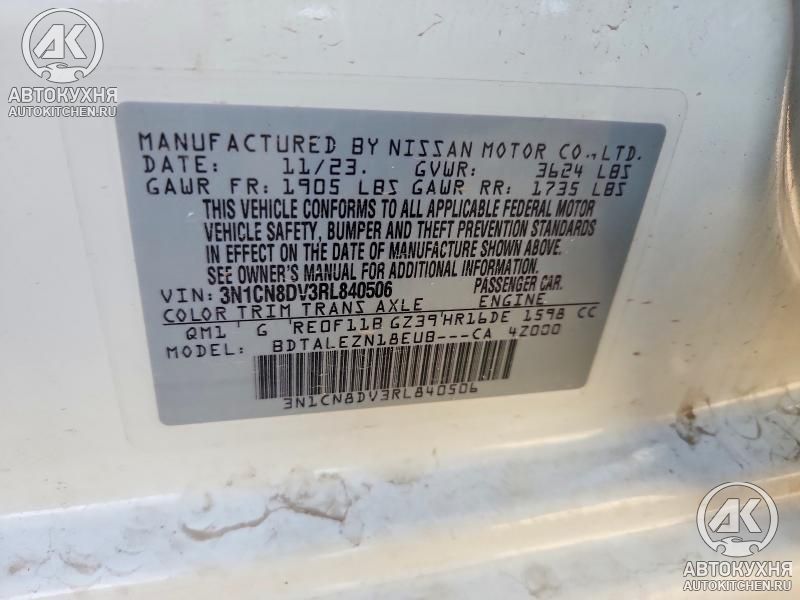 AK
АВТОКУХНЯ
AUTOKITCHEN.RU
MANUFACTURED BY NISSAN MOTOR CO., LTD.
DATE: 11/23. GVWR: 3624 LBS
GAWR FR: 1905 LBS GAWR RR: 1735 LBS
THIS VEHICLE CONFORMS TO ALL APPLICABLE FEDERAL MOTOR
VEHICLE SAFETY, BUMPER AND THEFT PREVENTION STANDARDS
IN EFFECT ON THE DATE OF MANUFACTURE SHOWN ABOVE.
SEE OWNER'S MANUAL FOR ADDITIONAL INFORMATION.
VIN: 3N1CN8DV3RL840506 PASSENGER CAR.
COLOR TRIM TRANS AXLE ENGINE
QM1 G RE0F11B GZ39 HR16DE 1598 CC
MODEL: BDTALEZN18EUB---CA 4Z000
3N1CN8DV3RL840506
AK
АВТОКУХНЯ
AUTOKITCHEN.RU